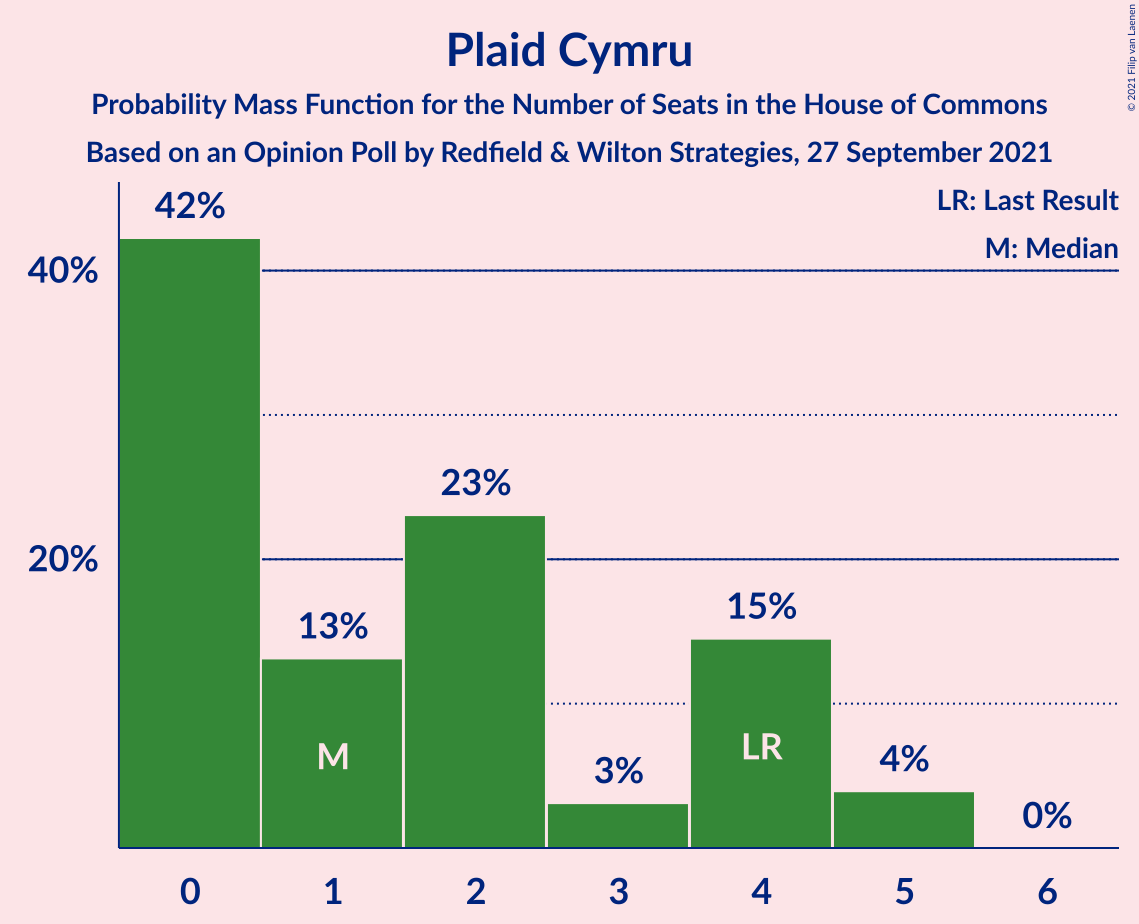 Plaid Cymru
Probability Mass Function for the Number of Seats in the House of Commons
Based on an Opinion Poll by Redfield & Wilton Strategies, 27 September 2021
© 2021 Filip van Laenen
LR: Last Result
M: Median
42%
40%
23%
20%
15%
13%
M
LR
3%
4%
0%
0 1 2 3 4 5 6